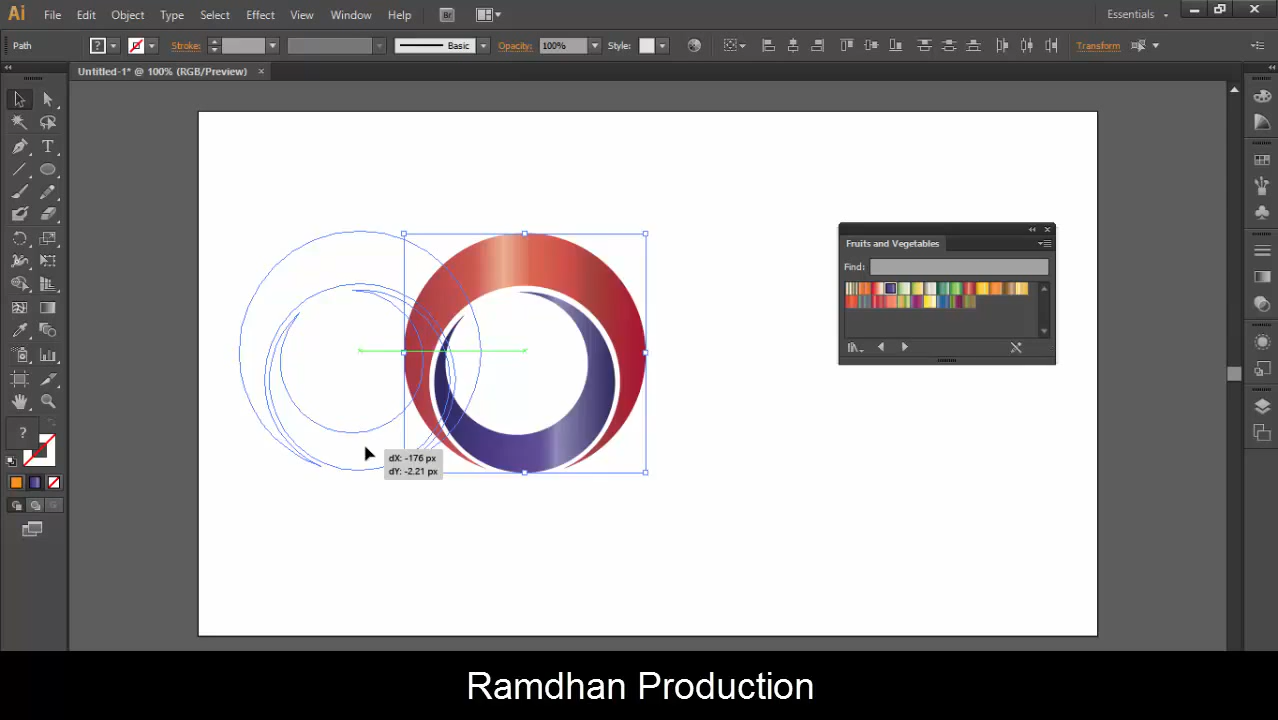 Ai File Edit Object Type Select Effect View Window Help Br Essentials
Path ? Stroke: Basic Opacity: 100% Style: Transform
Untitled-1* @ 100% (RGB/Preview)
Fruits and Vegetables
Find:
T
?
dX: -176 px
dY: -2.21 px
Ramdhan Production